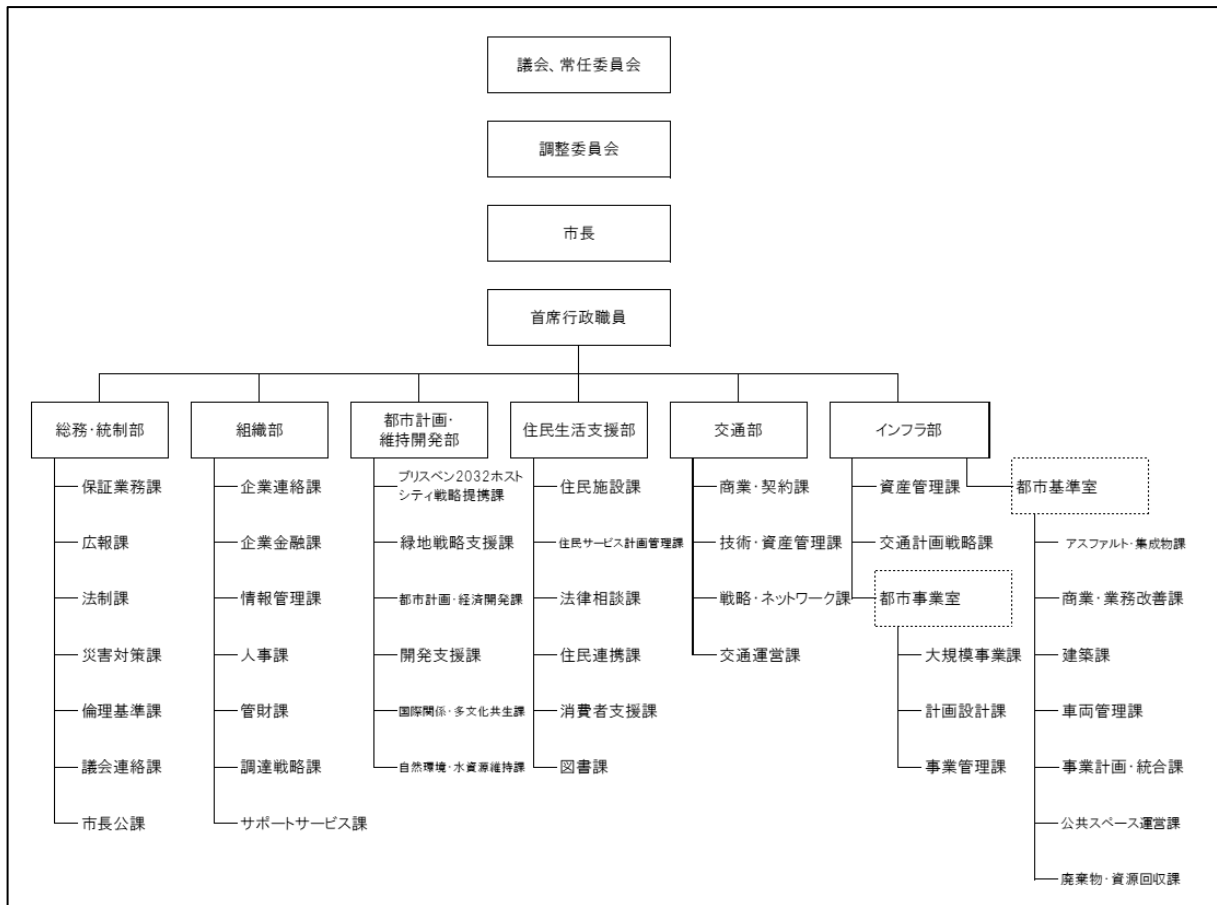 議会、常任委員会
調整委員会
市長
首席行政職員
総務・統制部
保証業務課
広報課
法制課
災害対策課
倫理基準課
議会連絡課
市長公課
組織部
企業連絡課
企業金融課
情報管理課
人事課
管財課
調達戦略課
サポートサービス課
都市計画・
維持開発部
ブリスベン2032ホスト
シティ戦略提携課
緑地戦略支援課
都市計画・経済開発課
開発支援課
国際関係・多文化共生課
自然環境・水資源維持課
住民生活支援部
住民施設課
住民サービス計画管理課
法律相談課
住民連携課
消費者支援課
図書課
交通部
商業・契約課
技術・資産管理課
戦略・ネットワーク課
交通運営課
インフラ部
資産管理課
交通計画戦略課
都市事業室
大規模事業課
計画設計課
事業管理課
都市基準室
アスファルト・集成物課
商業・業務改善課
建築課
車両管理課
事業計画・統合課
公共スペース運営課
廃棄物・資源回収課